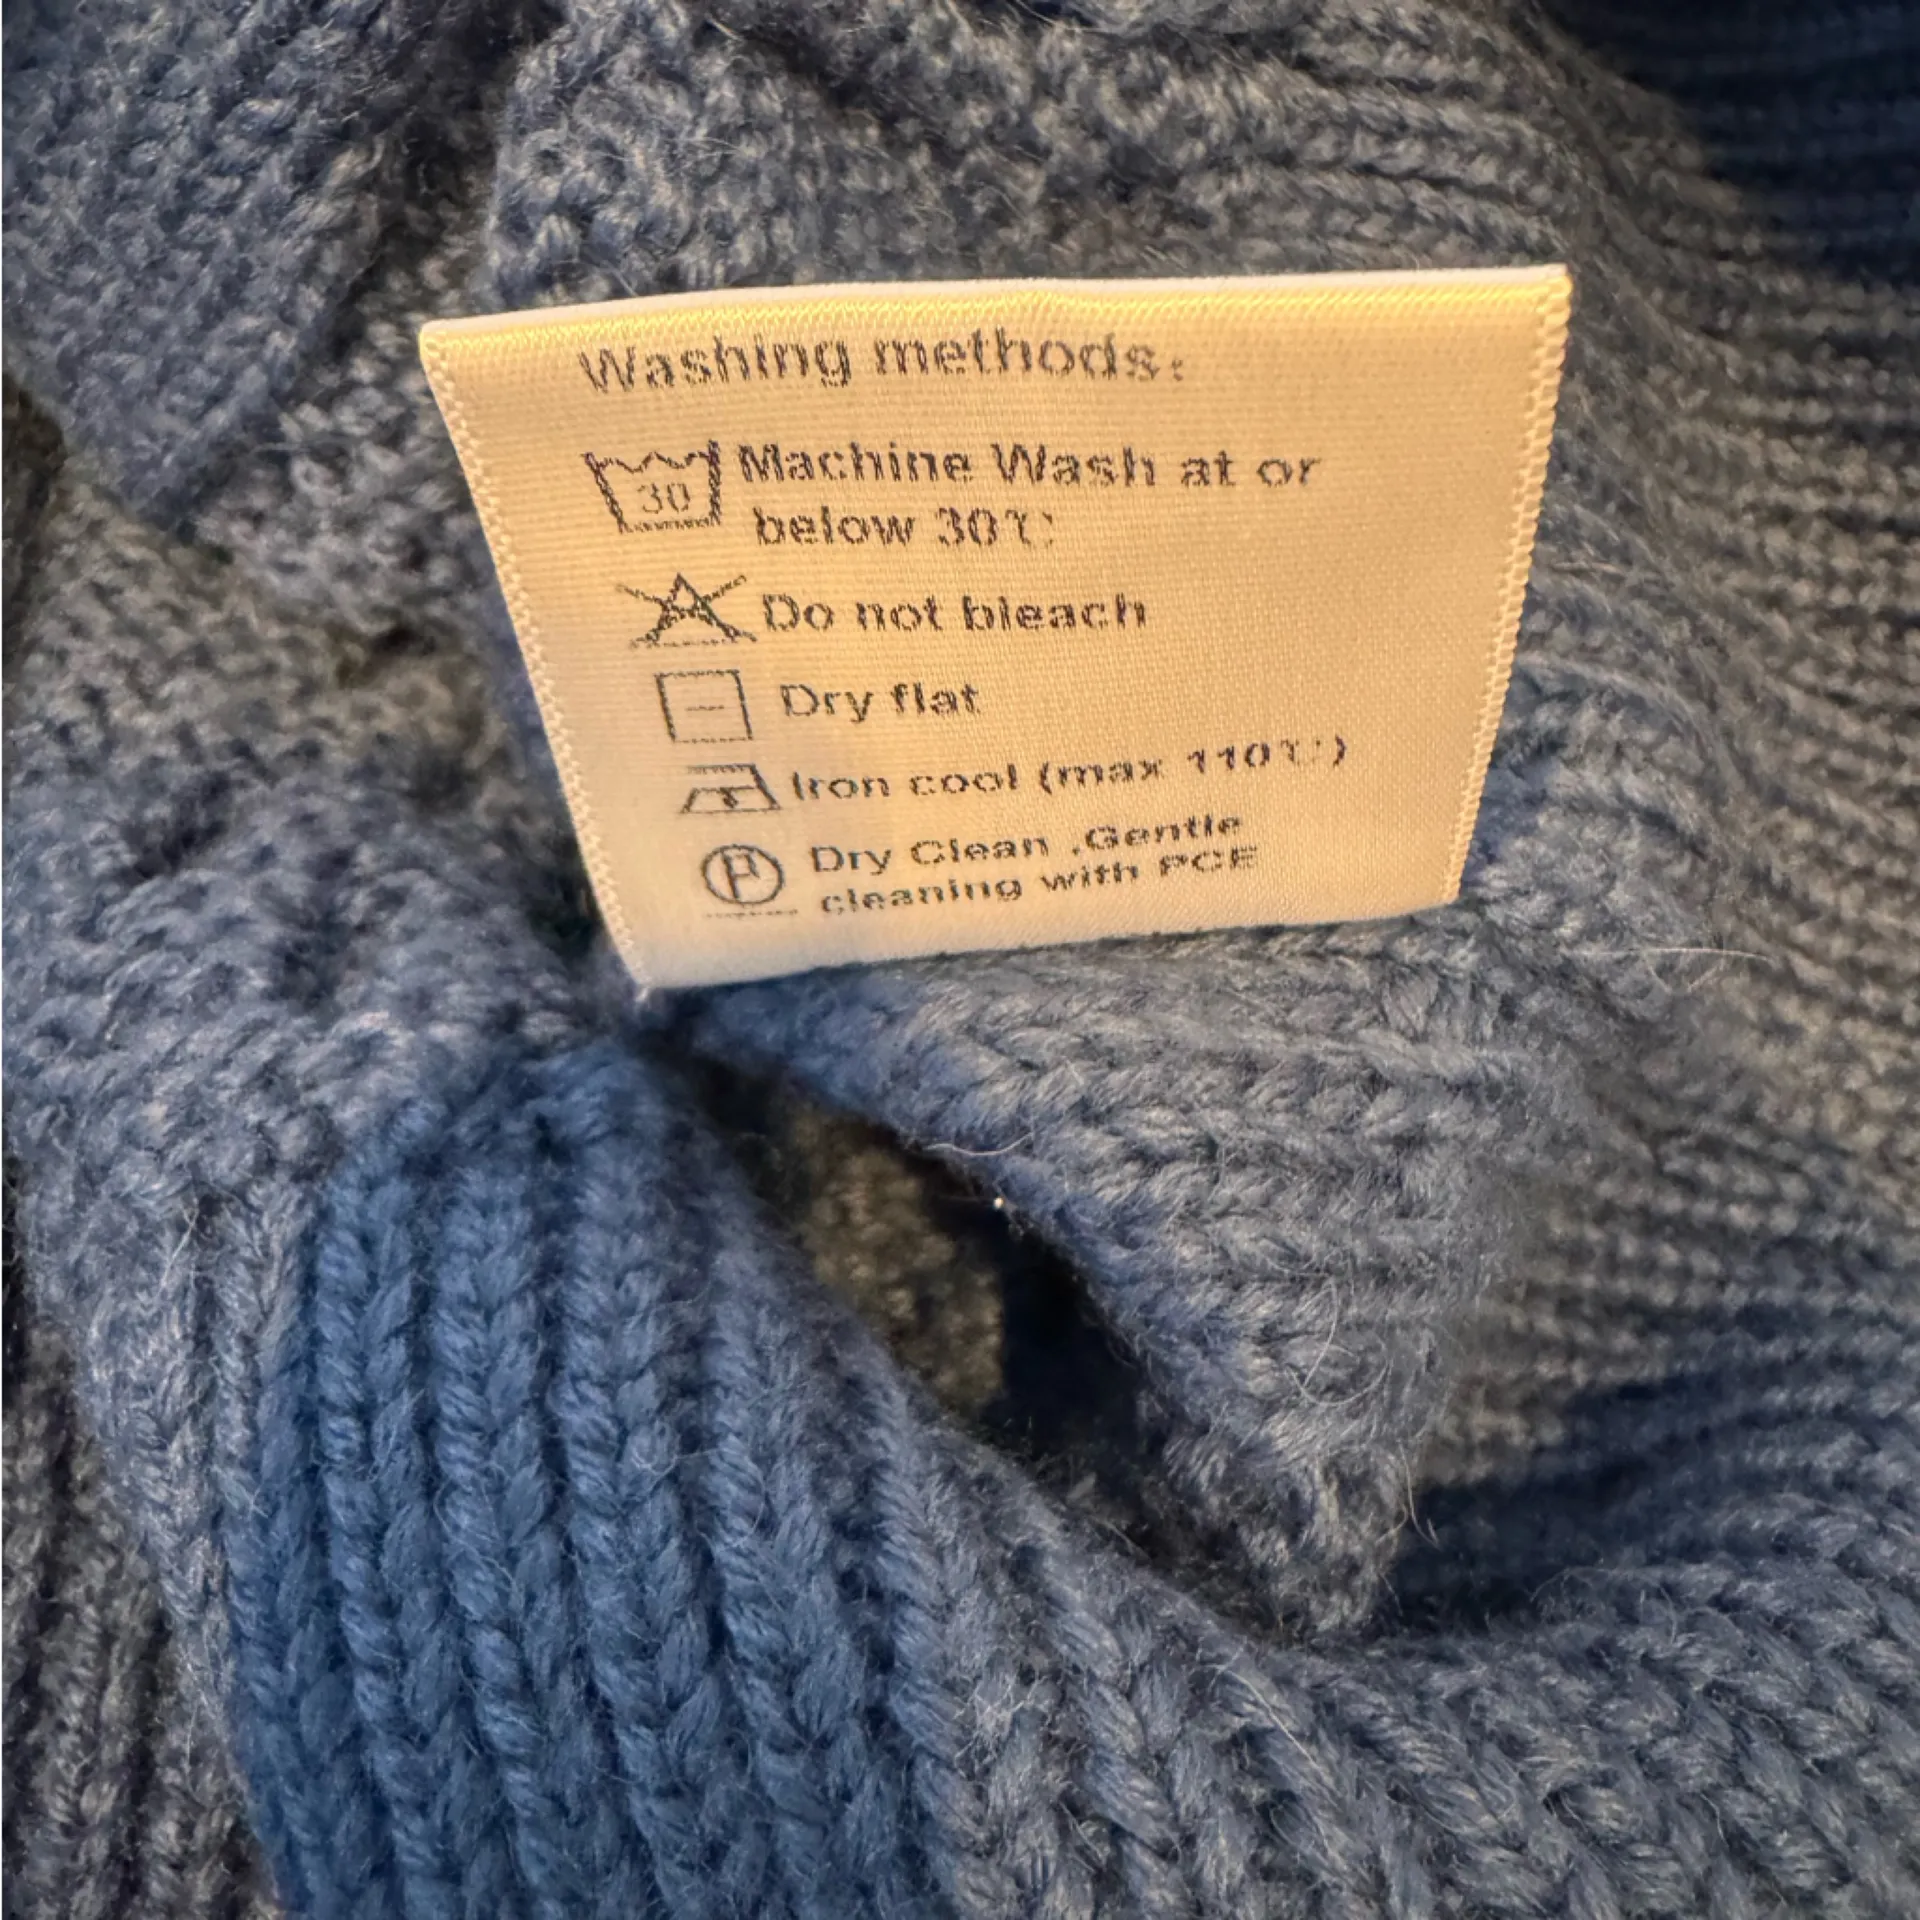 Washing methods:
30
Machine Wash at or
below 30℃
Do not bleach
Dry flat
Iron cool (max 110℃)
P
Dry Clean .Gentle
cleaning with PCE